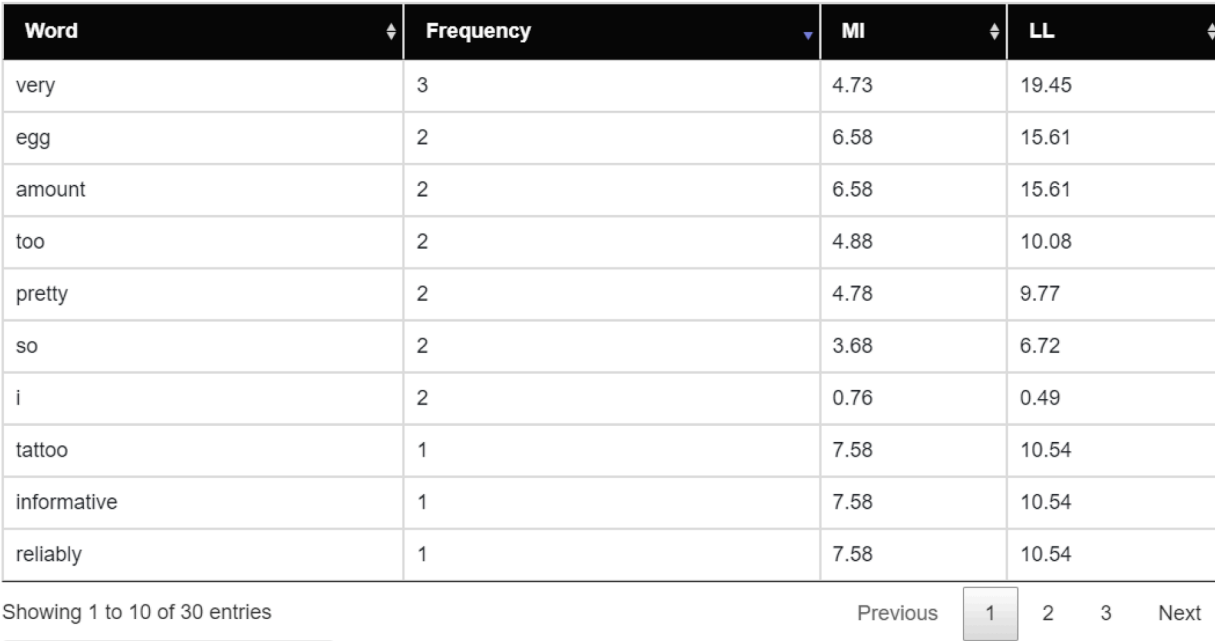 Word Frequency MI LL
very 3 4.73 19.45
egg 2 6.58 15.61
amount 2 6.58 15.61
too 2 4.88 10.08
pretty 2 4.78 9.77
so 2 3.68 6.72
i 2 0.76 0.49
tattoo 1 7.58 10.54
informative 1 7.58 10.54
reliably 1 7.58 10.54
Showing 1 to 10 of 30 entries Previous 1 2 3 Next